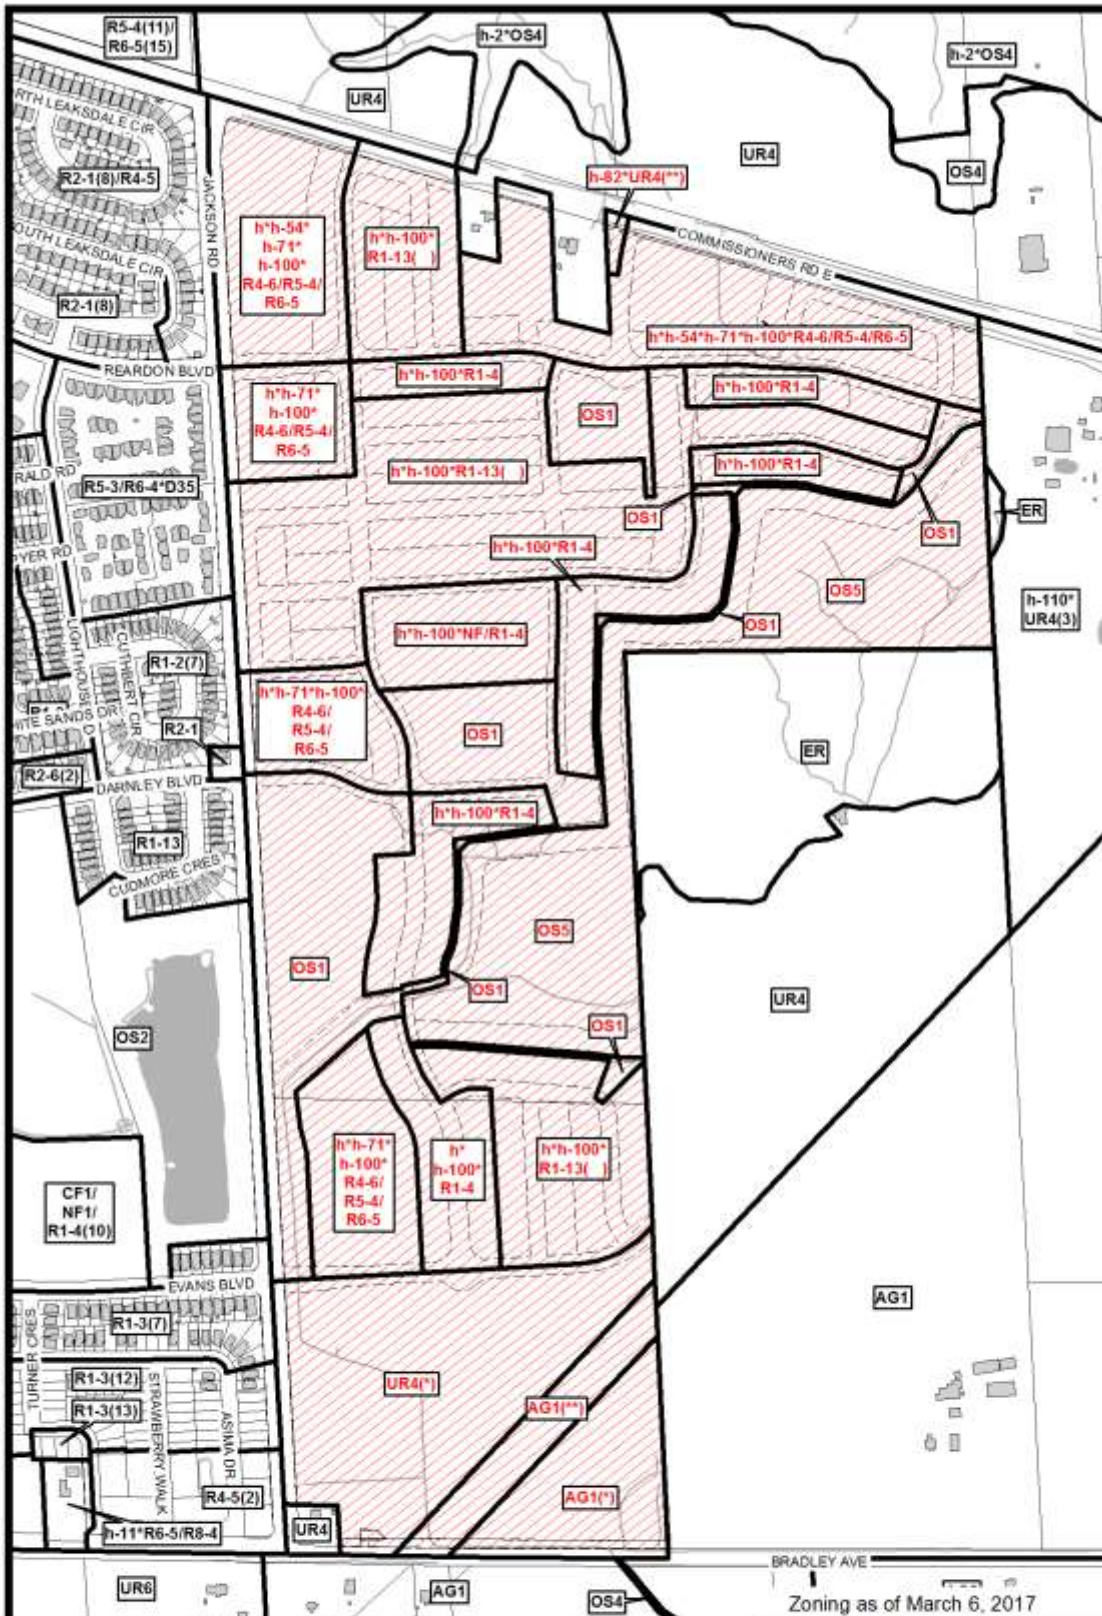 R5-4(11)/
R6-5(15)
h-2*OS4
h-2*OS4
UR4
RTH LEAKSDALE CIR
UR4
OS4
R2-1(8)/R4-5
JACKSON RD
h-82*UR4(**)
h*h-54*
h-71*
h-100*
R4-6/R5-4/
R6-5
h*h-100*
R1-13( )
COMMISSIONERS RD E
OUTH LEAKSDALE CIR
R2-1(8)
h*h-54*h-71*h-100*R4-6/R5-4/R6-5
REARDON BLVD
h*h-100*R1-4
h*h-100*R1-4
h*h-71*
h-100*
R4-6/R5-4/
R6-5
OS1
h*h-100*R1-13( )
h*h-100*R1-4
RALD RD
R5-3/R6-4*D35
OS1
OS1
ER
h*h-100*R1-4
YER RD
OS5
h-110*
UR4(3)
OS1
h*h-100*NF/R1-4
LIGHTHOUSE
CUTHBERT CIR
R1-2(7)
h*h-71*h-100*
R4-6/
R5-4/
R6-5
HITE SANDS DR
R2-1
OS1
ER
R2-6(2)
DARNLEY BLVD
h*h-100*R1-4
R1-13
CUDMORE CRES
OS5
OS1
OS1
UR4
OS2
OS1
h*h-71*
h-100*
R4-6/
R5-4/
R6-5
h*
h-100*
R1-4
h*h-100*
R1-13( )
CF1/
NF1/
R1-4(10)
EVANS BLVD
AG1
R1-3(7)
TURNER CRES
R1-3(12)
UR4(*)
STRAWBERRY WALK
R1-3(13)
AG1(**)
ASIMA DR
R4-5(2)
AG1(*)
h-11*R6-5/R8-4
UR4
BRADLEY AVE
UR6
AG1
OS4
Zoning as of March 6, 2017